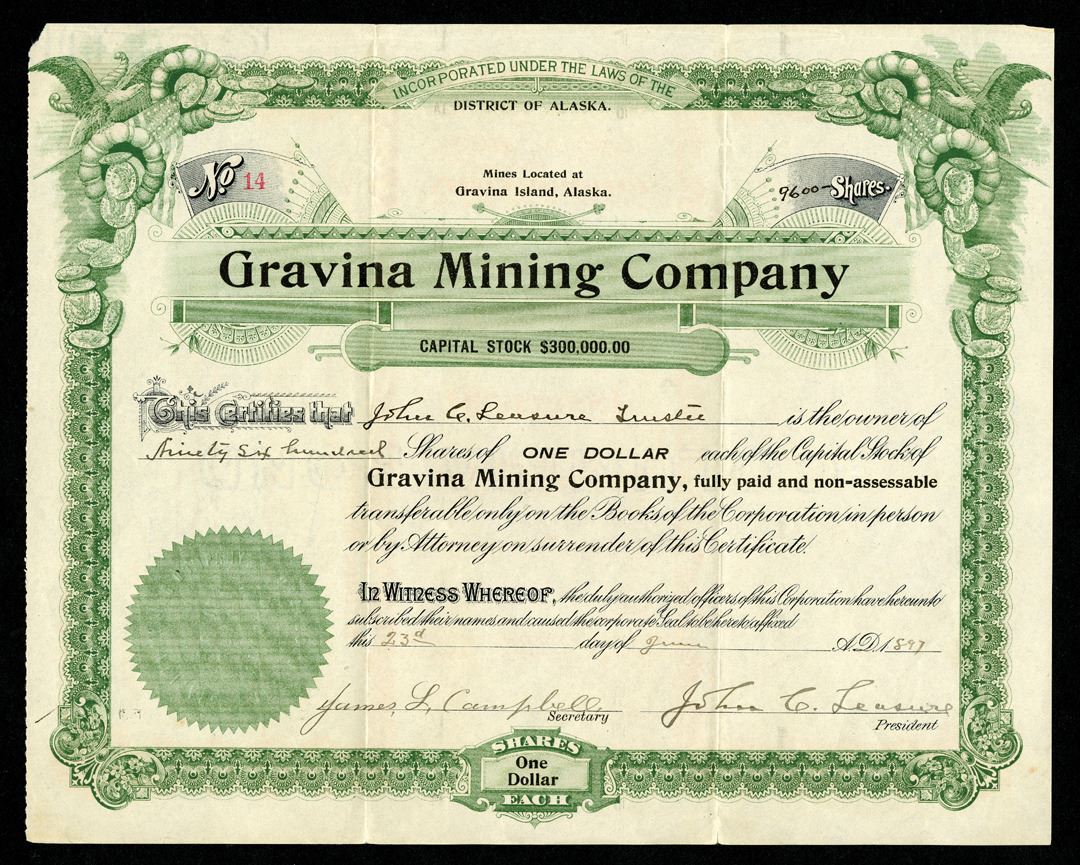 INCORPORATED UNDER THE LAWS OF THE
DISTRICT OF ALASKA.
No 14
Mines Located at
Gravina Island, Alaska.
9600— Shares.
Gravina Mining Company
CAPITAL STOCK $300,000.00
This Certifies that John C. Leasure Trustee is the owner of
Ninety Six hundred Shares of ONE DOLLAR each of the Capital Stock of
Gravina Mining Company, fully paid and non-assessable
transferable only on the Books of the Corporation in person
or by Attorney on surrender of this Certificate.
IN WITNESS WHEREOF, the duly authorized officers of this Corporation have hereunto
subscribed their names and caused the corporate Seal to be hereto affixed
this 23d day of June A.D. 1897
James L. Campbell John C. Leasure
Secretary President
SHARES
One
Dollar
EACH